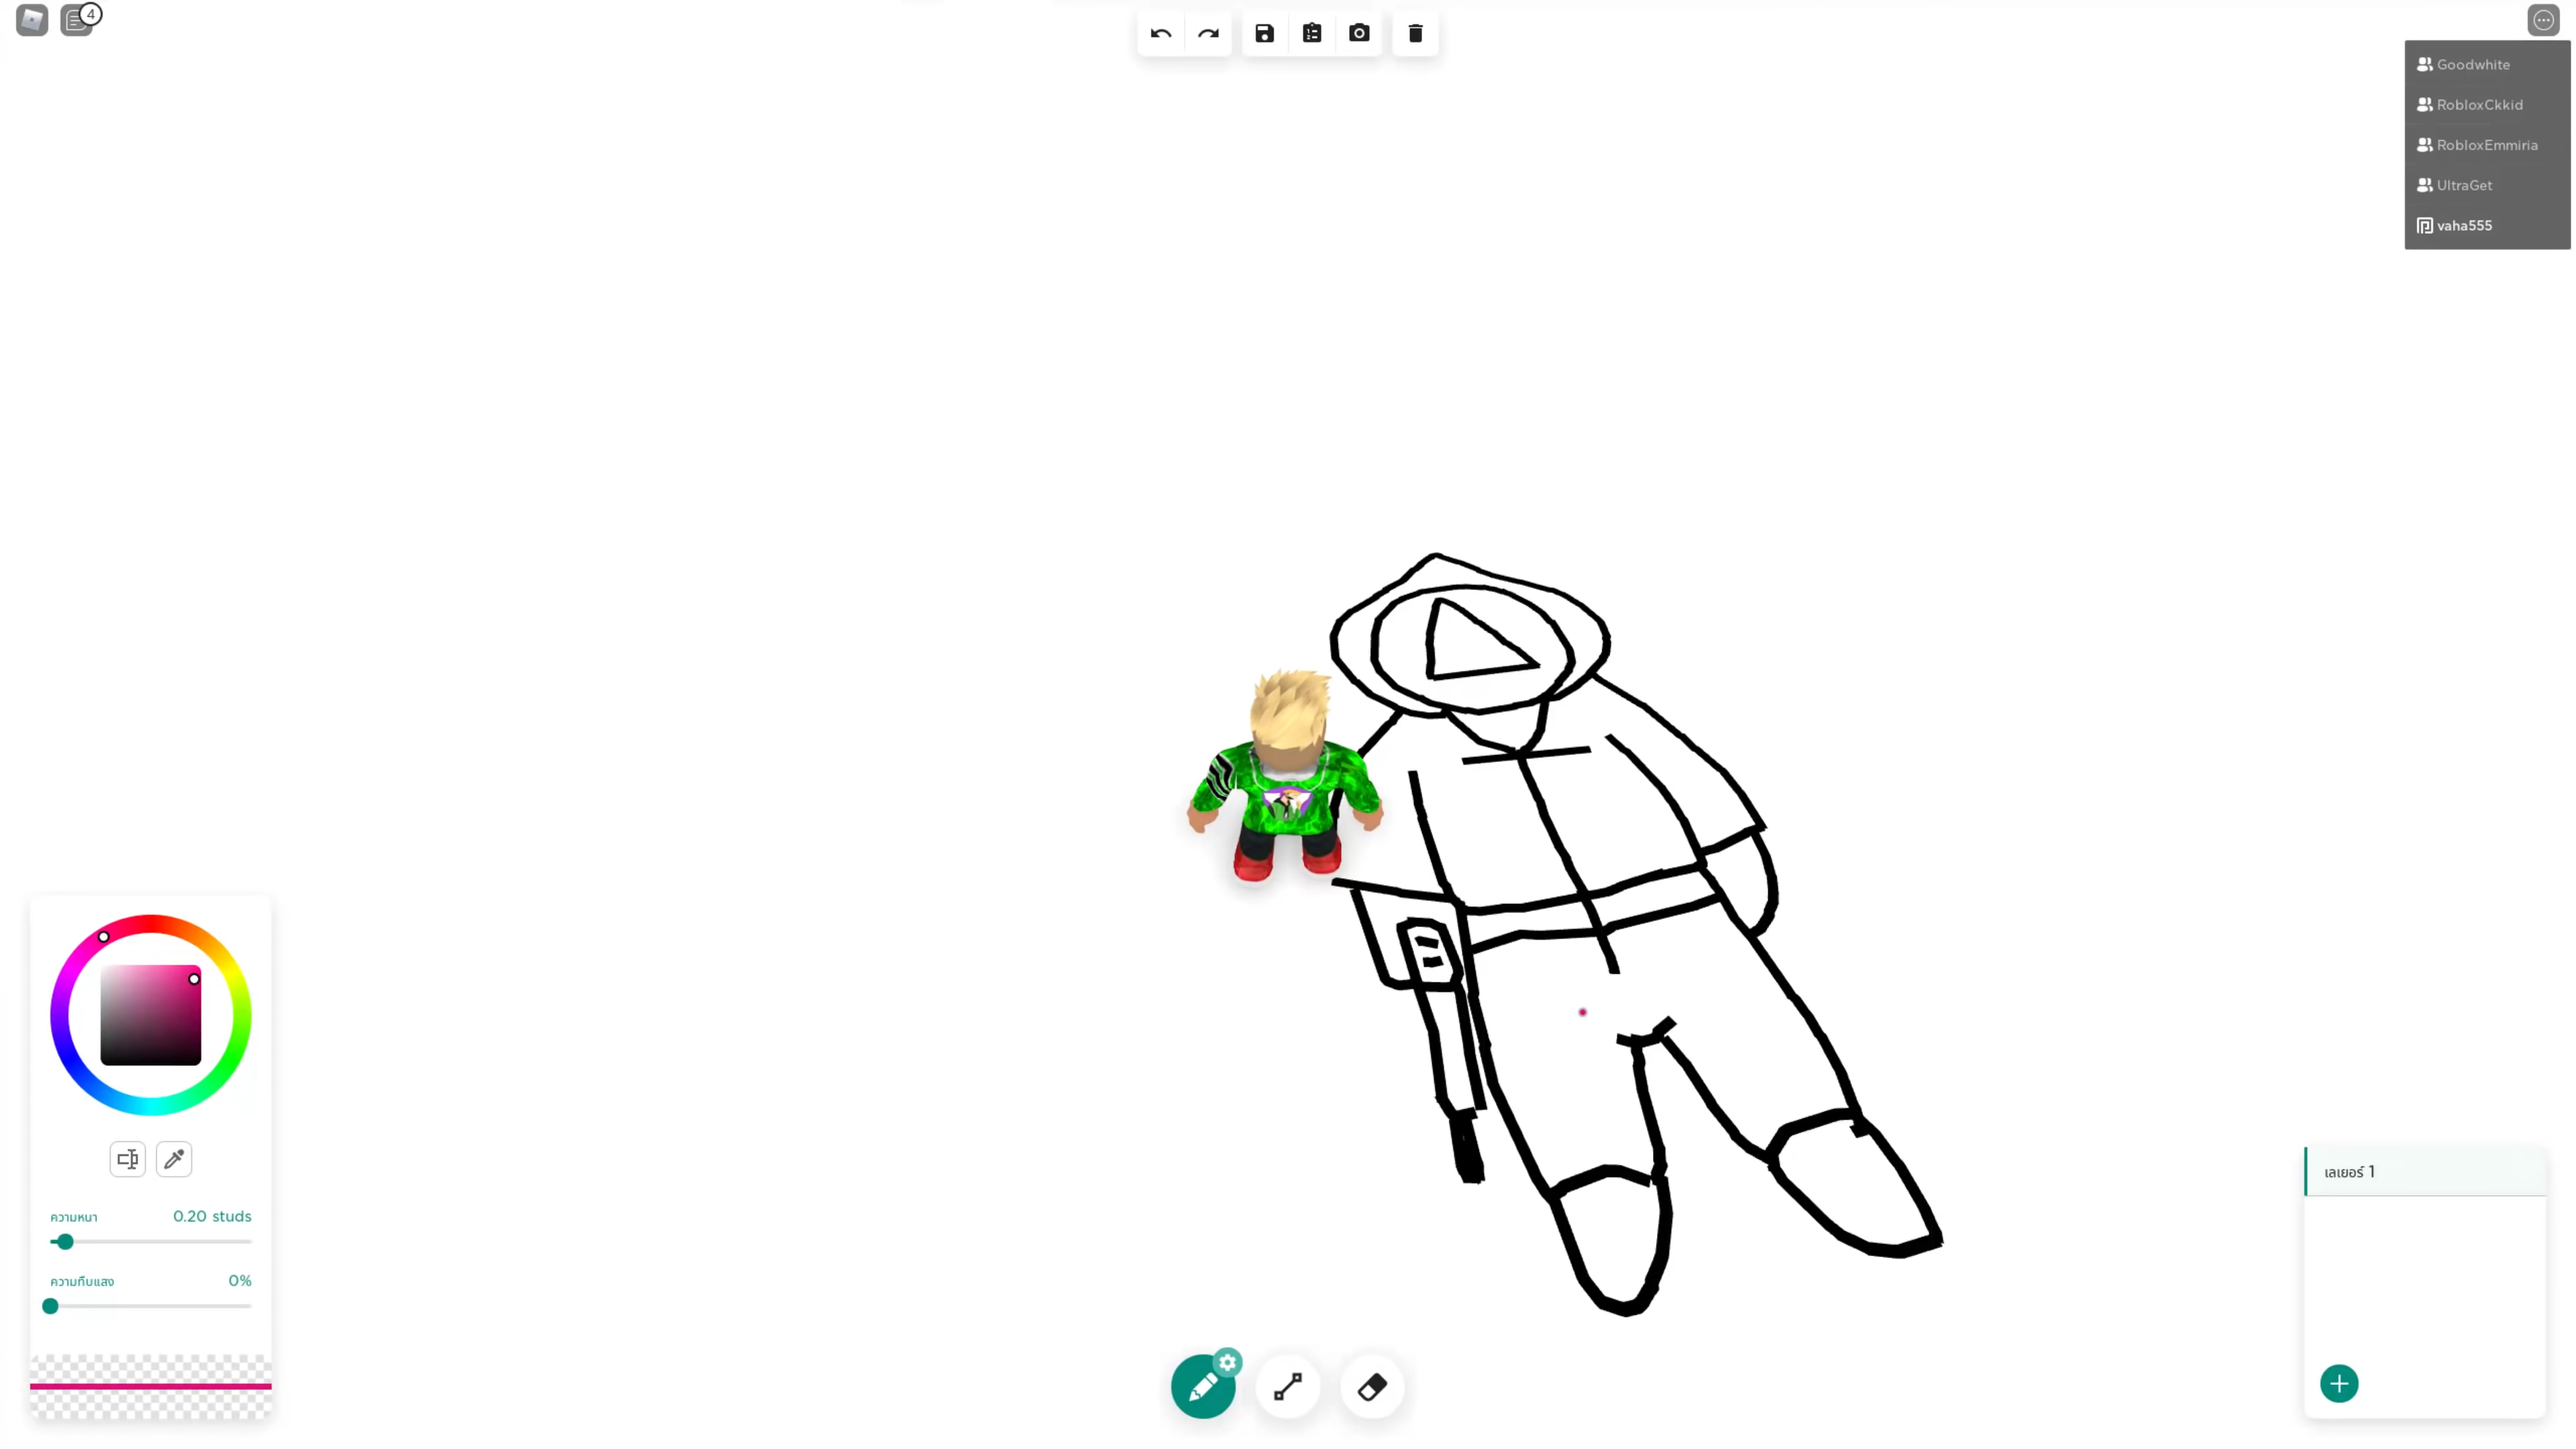 4
Goodwhite
RobloxCkkid
RobloxEmmiria
UltraGet
vaha555
ความหนา 0.20 studs
ความทึบแสง 0%
เลเยอร์ 1